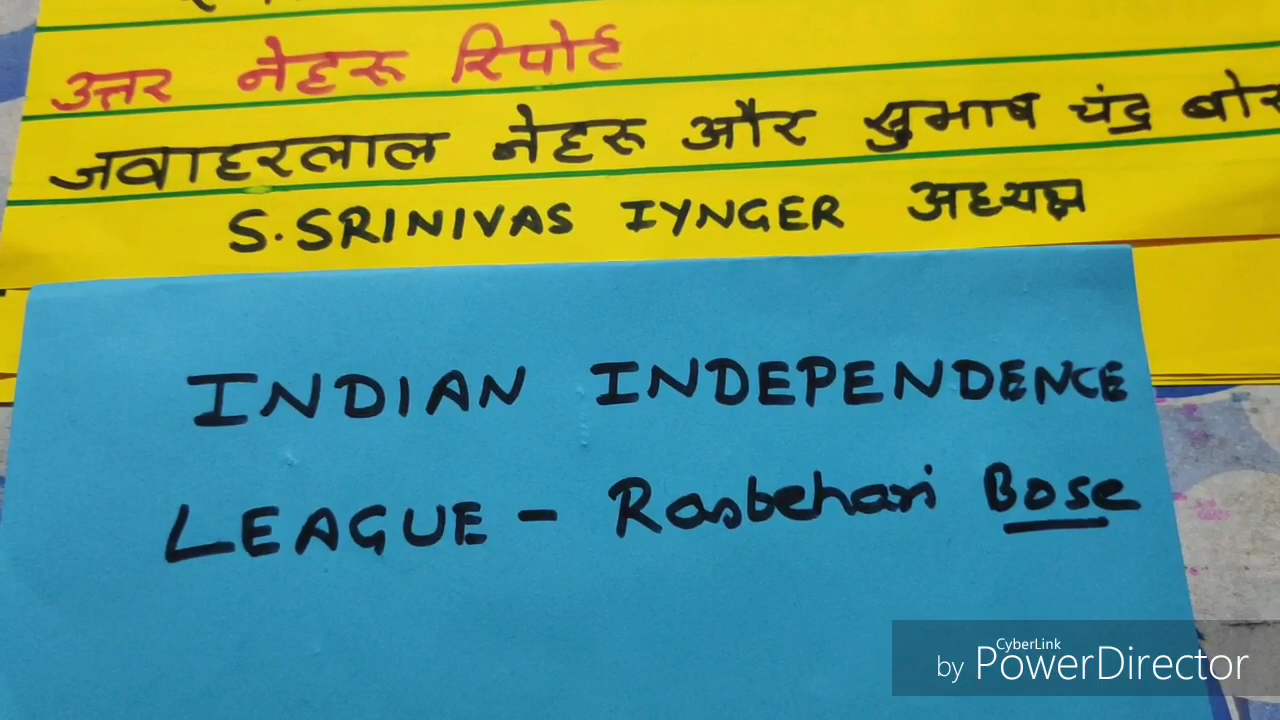 उत्तर नेहरू रिपोर्ट
जवाहरलाल नेहरू और सुभाष चंद्र बोस
S. SRINIVAS IYNGER अध्यक्ष
INDIAN INDEPENDENCE
LEAGUE - Rasbehari Bose
CyberLink
by PowerDirector